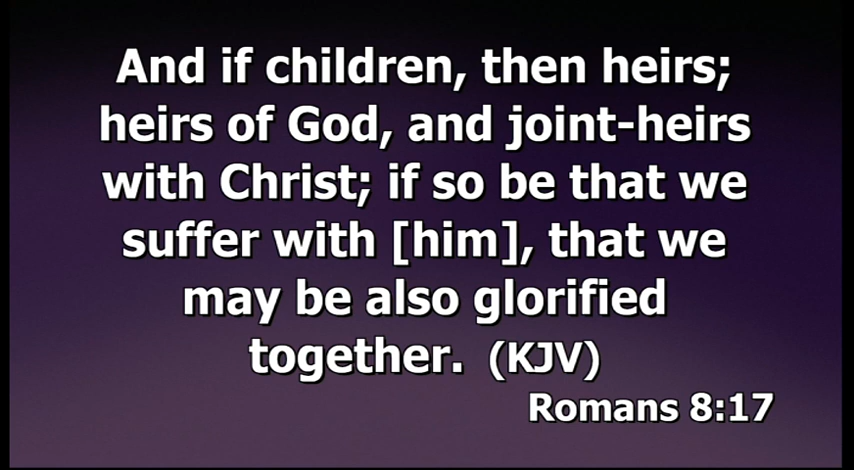 And if children, then heirs;
heirs of God, and joint-heirs
with Christ; if so be that we
suffer with [him], that we
may be also glorified
together. (KJV)
Romans 8:17